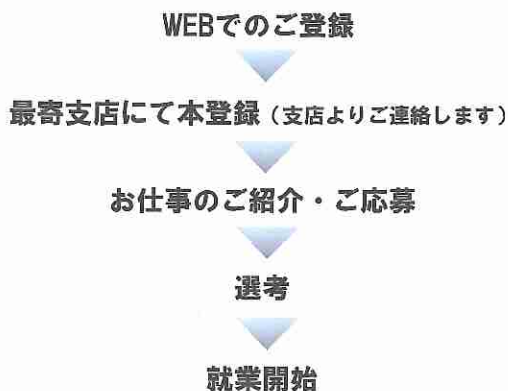 WEBでのご登録
最寄支店にて本登録（支店よりご連絡します）
お仕事のご紹介・ご応募
選考
就業開始